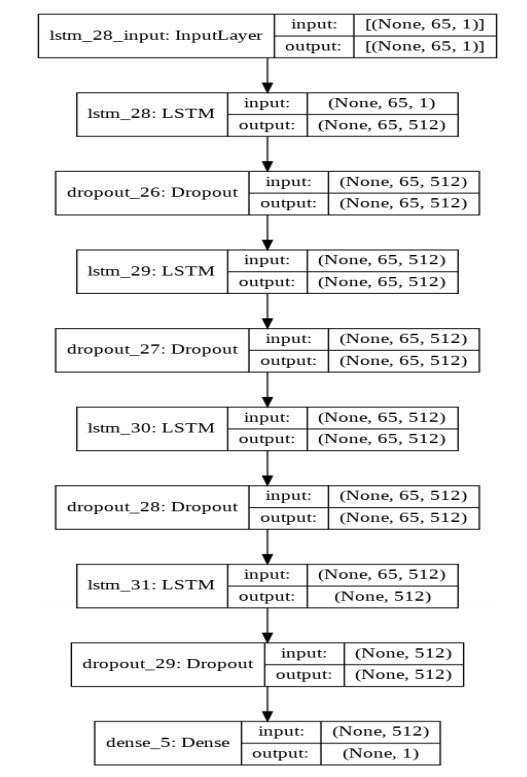 lstm_28_input: InputLayer input: [(None, 65, 1)]
output: [(None, 65, 1)]
lstm_28: LSTM input: (None, 65, 1)
output: (None, 65, 512)
dropout_26: Dropout input: (None, 65, 512)
output: (None, 65, 512)
lstm_29: LSTM input: (None, 65, 512)
output: (None, 65, 512)
dropout_27: Dropout input: (None, 65, 512)
output: (None, 65, 512)
lstm_30: LSTM input: (None, 65, 512)
output: (None, 65, 512)
dropout_28: Dropout input: (None, 65, 512)
output: (None, 65, 512)
lstm_31: LSTM input: (None, 65, 512)
output: (None, 512)
dropout_29: Dropout input: (None, 512)
output: (None, 512)
dense_5: Dense input: (None, 512)
output: (None, 1)